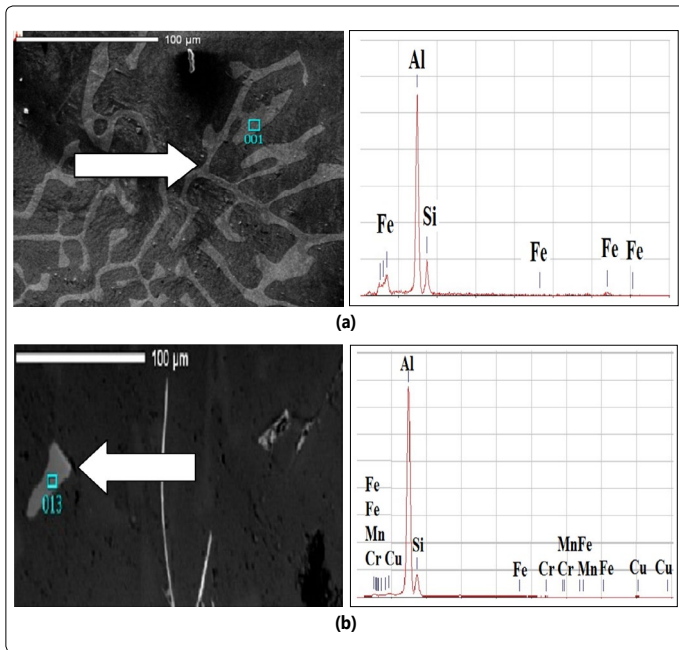 100 µm
001
Al
Si
Fe
Fe
Fe
Fe
(a)
100 µm
013
Al
Fe
Fe
Mn
Cr Cu
Si
MnFe
Fe Cr Cr Mn Fe Cu Cu
(b)